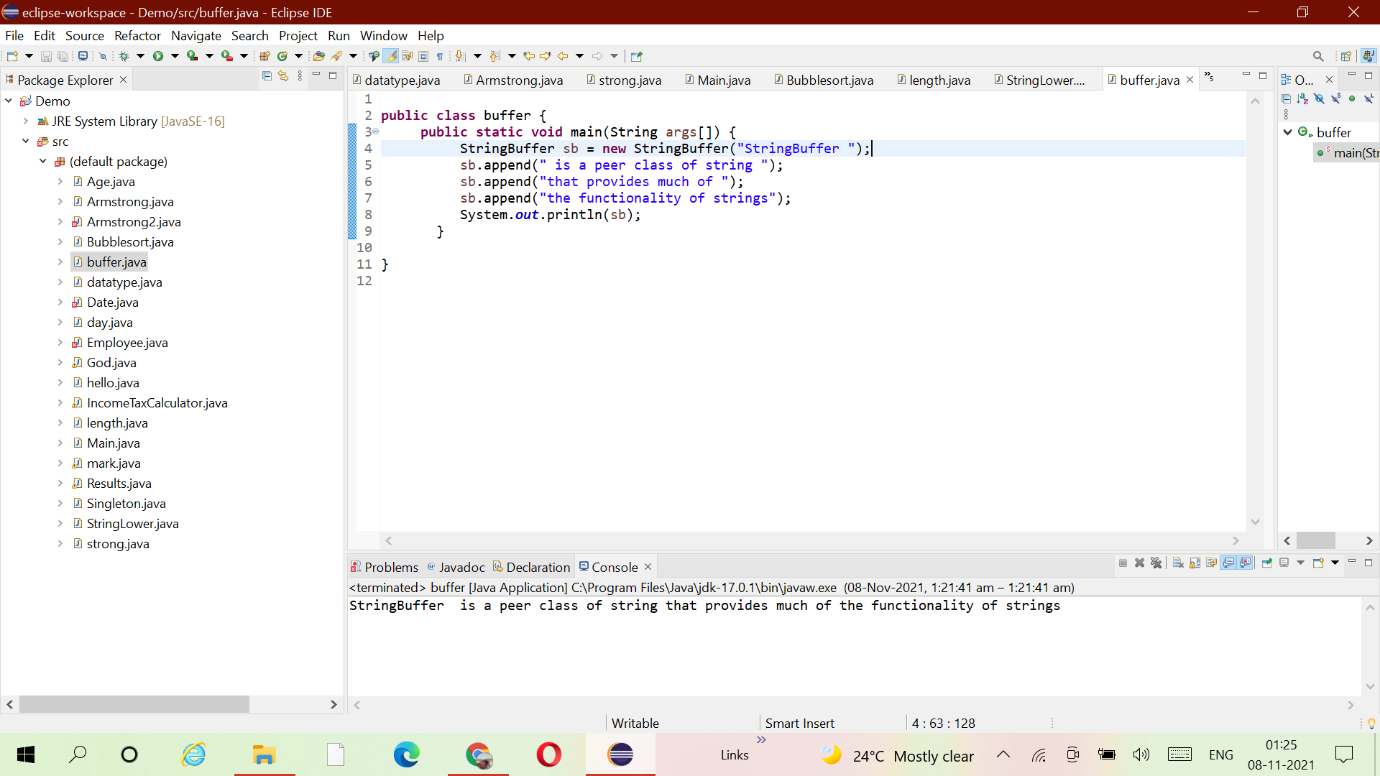 eclipse-workspace - Demo/src/buffer.java - Eclipse IDE
File Edit Source Refactor Navigate Search Project Run Window Help
Package Explorer
Demo
JRE System Library [JavaSE-16]
src
(default package)
Age.java
Armstrong.java
Armstrong2.java
Bubblesort.java
buffer.java
datatype.java
Date.java
day.java
Employee.java
God.java
hello.java
IncomeTaxCalculator.java
length.java
Main.java
mark.java
Results.java
Singleton.java
StringLower.java
strong.java
datatype.java Armstrong.java strong.java Main.java Bubblesort.java length.java StringLower.... buffer.java »5
1
2 public class buffer {
3 public static void main(String args[]) {
4 StringBuffer sb = new StringBuffer("StringBuffer ");
5 sb.append(" is a peer class of string ");
6 sb.append("that provides much of ");
7 sb.append("the functionality of strings");
8 System.out.println(sb);
9 }
10
11 }
12
O...
buffer
main(Str
Problems Javadoc Declaration Console
<terminated> buffer [Java Application] C:\Program Files\Java\jdk-17.0.1\bin\javaw.exe (08-Nov-2021, 1:21:41 am – 1:21:41 am)
StringBuffer  is a peer class of string that provides much of the functionality of strings
Writable Smart Insert 4 : 63 : 128
Links » 24°C Mostly clear ENG 01:25
08-11-2021